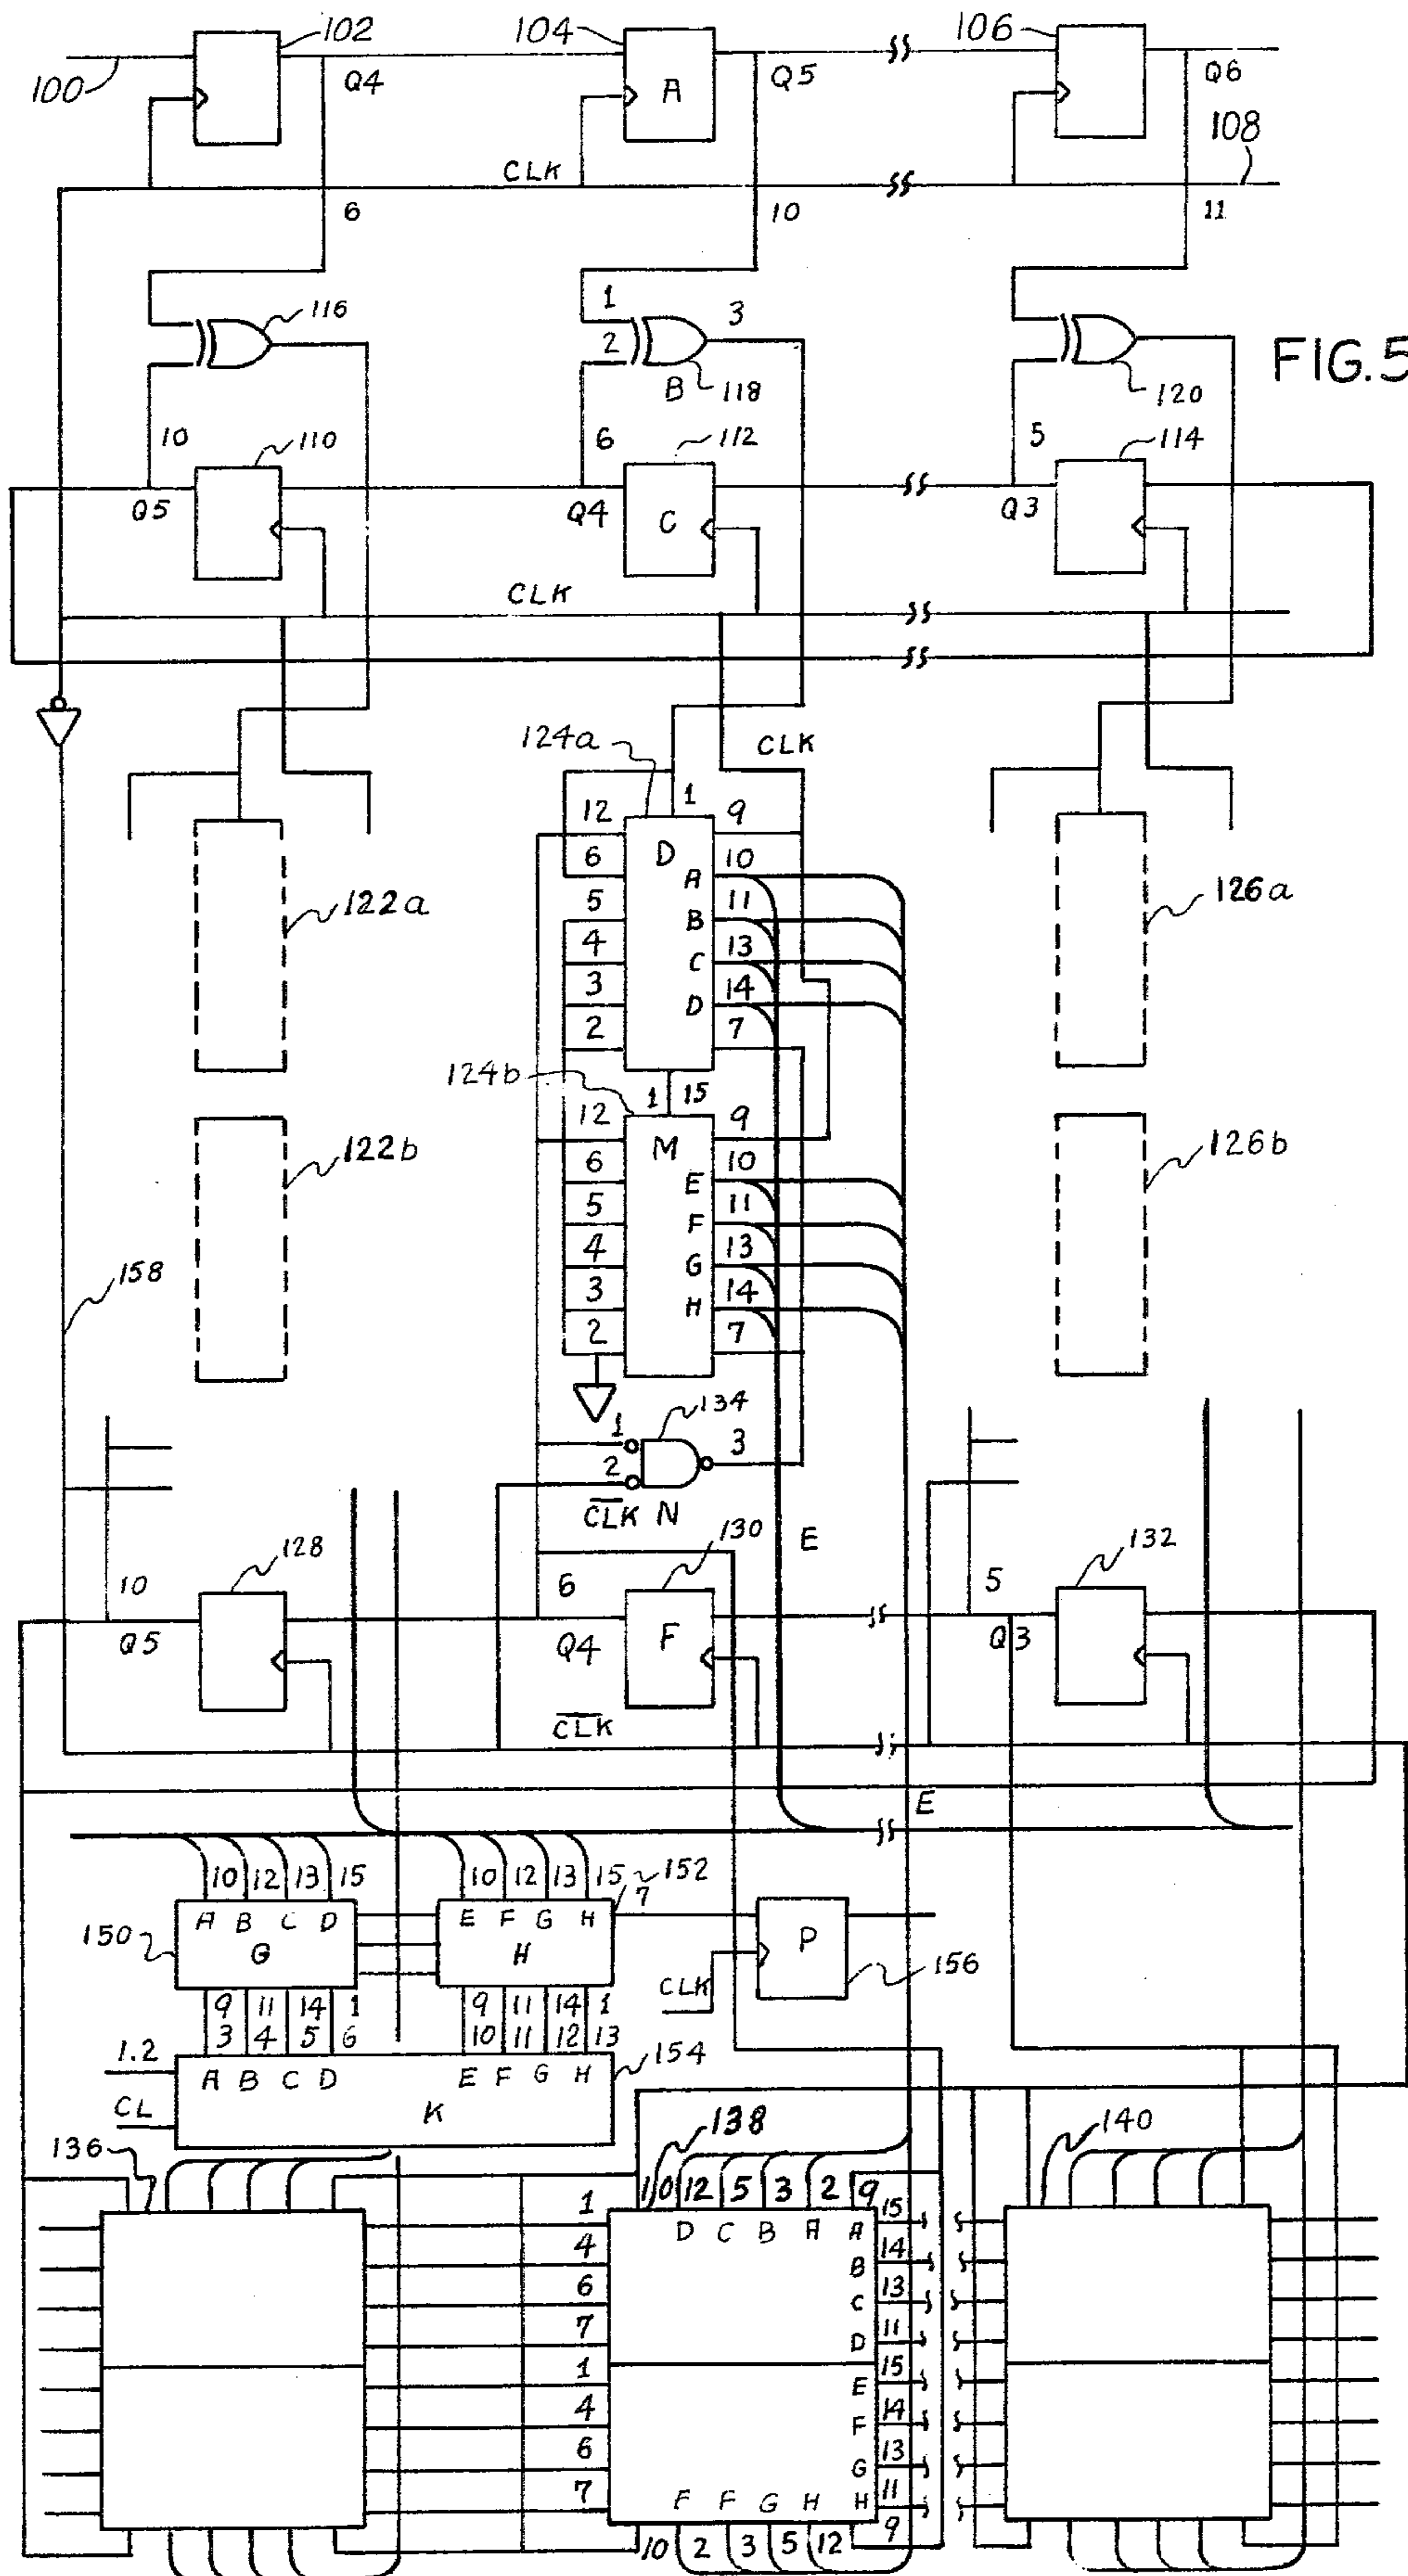 102 104 106
100 Q4 A Q5 Q6
108
CLK
6 10 11
116 1 3
2
B 118 120
FIG.5
10 110 6 112 5 114
Q5 Q4 C Q3
CLK
124a CLK
1
12 D 9
6 A 10
5 B 11
4 C 13
3 D 14
2 7
122a 126a
124b 1 15
12 M 9
6 E 10
5 F 11
4 G 13
3 H 14
2 7
122b 126b
158
1 134
2 3
CLK N
E
128 130 132
10 6 5
Q5 Q4 F Q3
CLK
E
10 12 13 15 10 12 13 15 152
7
A B C D E F G H P
150 G H
CLK 156
9 11 14 1 9 11 14 1
3 4 5 6 10 11 12 13
1.2 154
A B C D E F G H
CL K
136 138 140
10 12 5 3 2 9
D C B A A 15
1 B 14
4 C 13
6 D 11
7 E 15
1 F 14
4 G 13
6 H 11
7
F F G H
10 2 3 5 12 9